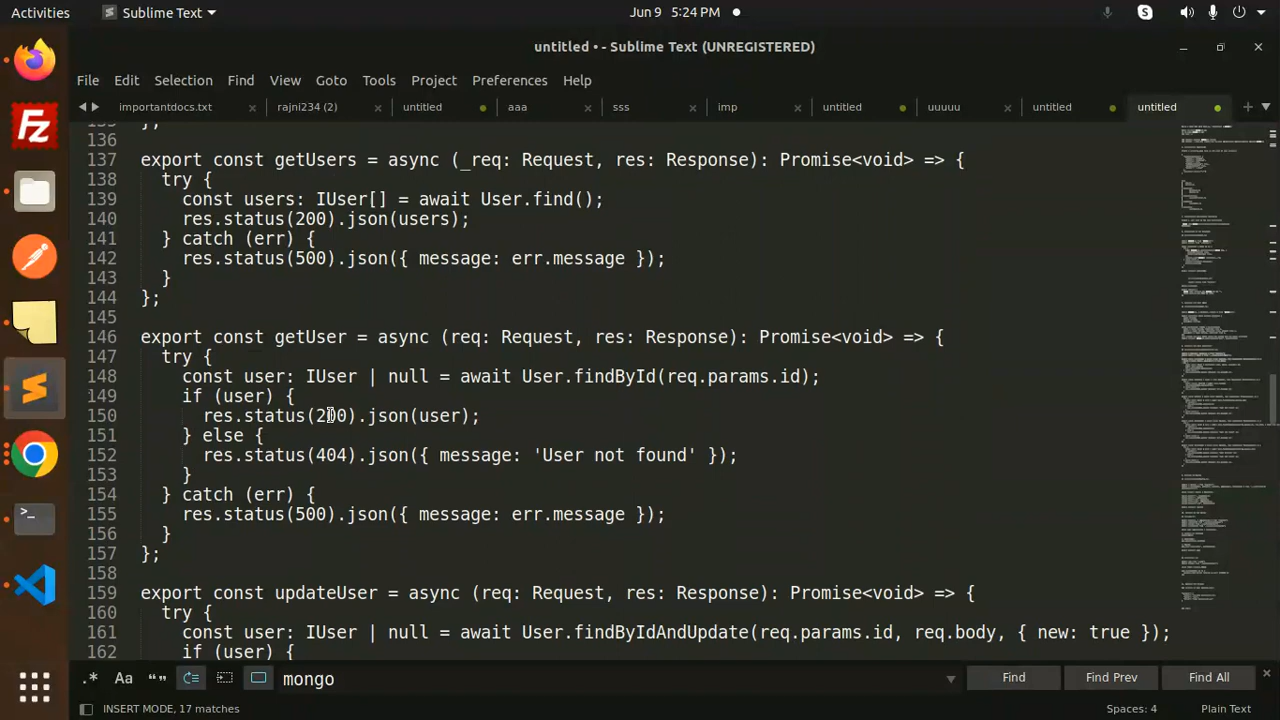 Activities
Sublime Text
Jun 9 5:24 PM
untitled • - Sublime Text (UNREGISTERED)
File Edit Selection Find View Goto Tools Project Preferences Help
importantdocs.txt rajni234 (2) untitled aaa sss imp untitled uuuuu untitled untitled
136
137 export const getUsers = async (_req: Request, res: Response): Promise<void> => {
138 try {
139 const users: IUser[] = await User.find();
140 res.status(200).json(users);
141 } catch (err) {
142 res.status(500).json({ message: err.message });
143 }
144 };
145
146 export const getUser = async (req: Request, res: Response): Promise<void> => {
147 try {
148 const user: IUser | null = await User.findById(req.params.id);
149 if (user) {
150 res.status(200).json(user);
151 } else {
152 res.status(404).json({ message: 'User not found' });
153 }
154 } catch (err) {
155 res.status(500).json({ message: err.message });
156 }
157 };
158
159 export const updateUser = async (req: Request, res: Response): Promise<void> => {
160 try {
161 const user: IUser | null = await User.findByIdAndUpdate(req.params.id, req.body, { new: true });
162 if (user) {
.* Aa mongo Find Find Prev Find All
INSERT MODE, 17 matches Spaces: 4 Plain Text